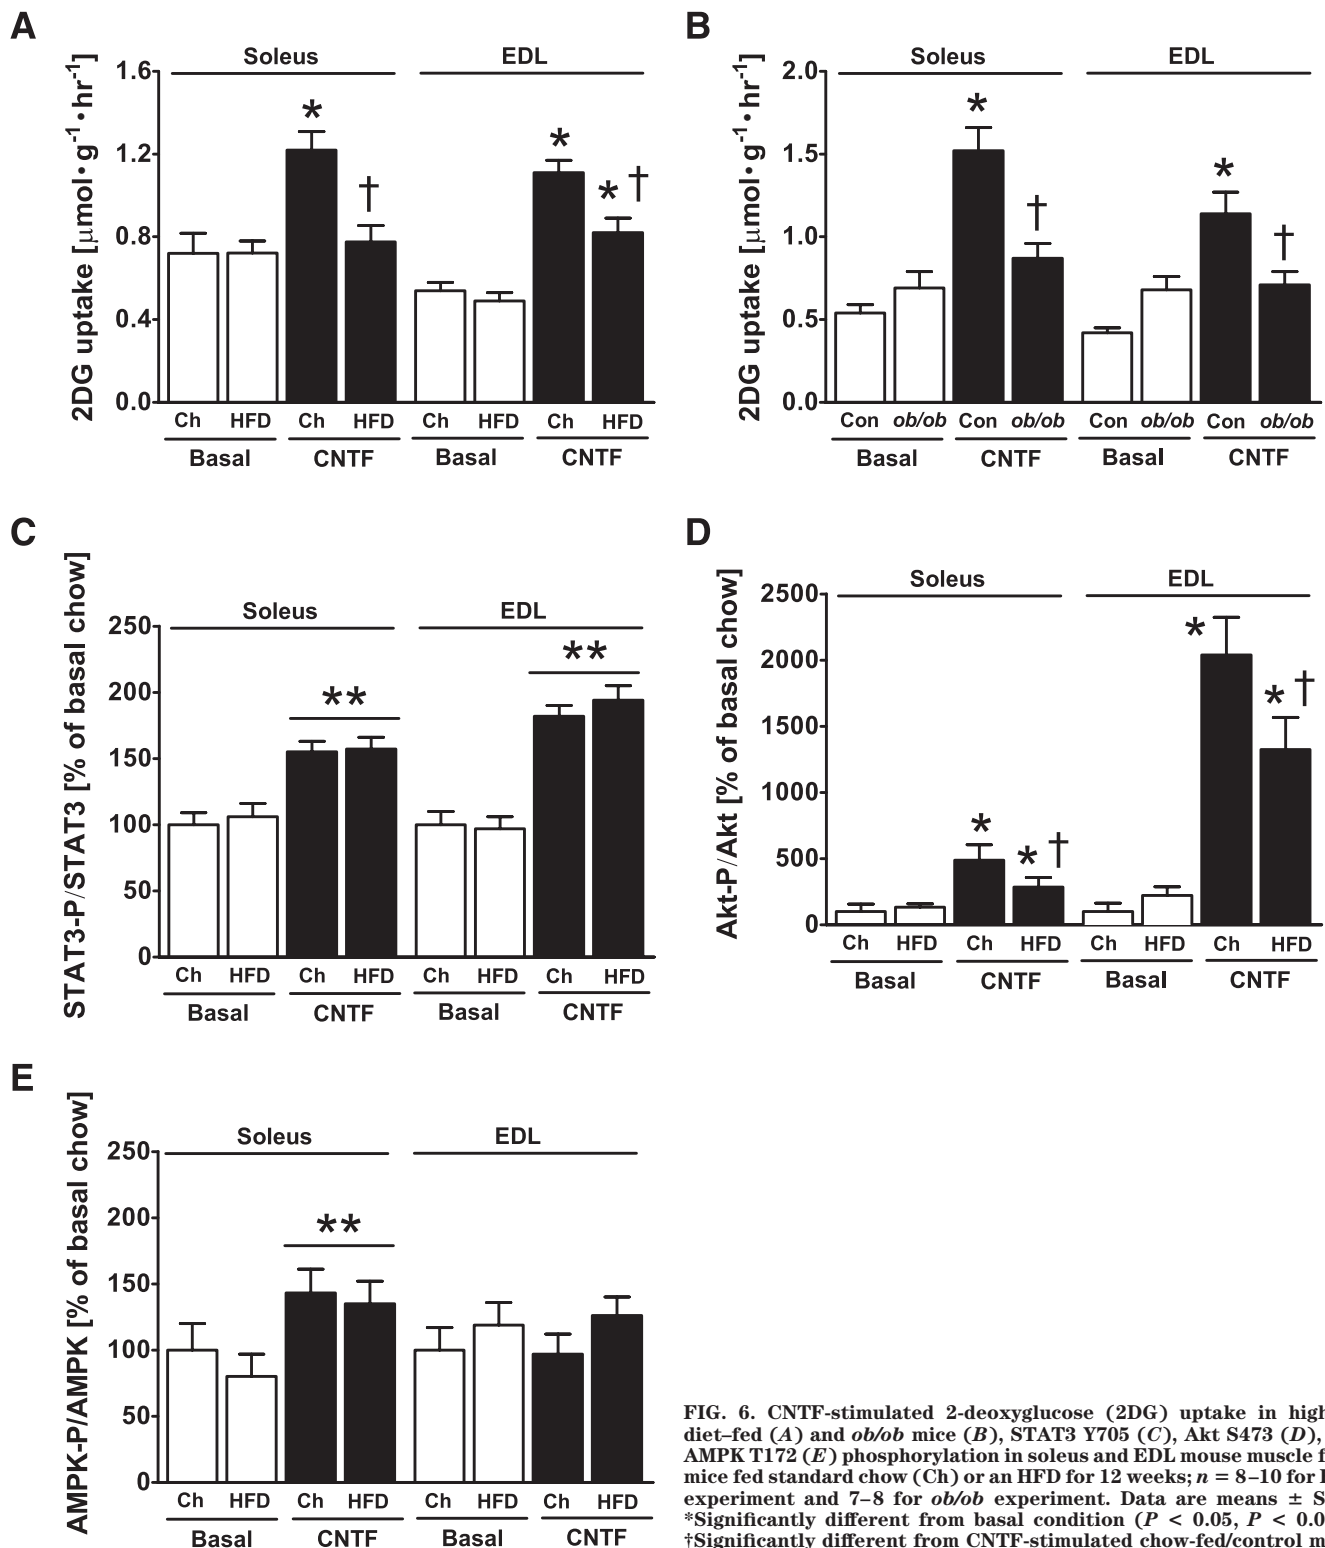 A
Soleus EDL
2DG uptake [μmol•g⁻¹•hr⁻¹]
1.6
1.2
0.8
0.4
0.0
* † * * †
Ch HFD Ch HFD Ch HFD Ch HFD
Basal CNTF Basal CNTF
B
Soleus EDL
2DG uptake [μmol•g⁻¹•hr⁻¹]
2.0
1.5
1.0
0.5
0.0
* † * †
Con ob/ob Con ob/ob Con ob/ob Con ob/ob
Basal CNTF Basal CNTF
C
Soleus EDL
STAT3-P/STAT3 [% of basal chow]
250
200
150
100
50
0
** **
Ch HFD Ch HFD Ch HFD Ch HFD
Basal CNTF Basal CNTF
D
Soleus EDL
Akt-P/Akt [% of basal chow]
2500
2000
1500
1000
500
0
* * † * * †
Ch HFD Ch HFD Ch HFD Ch HFD
Basal CNTF Basal CNTF
E
Soleus EDL
AMPK-P/AMPK [% of basal chow]
250
200
150
100
50
0
**
Ch HFD Ch HFD Ch HFD Ch HFD
Basal CNTF Basal CNTF
FIG. 6. CNTF-stimulated 2-deoxyglucose (2DG) uptake in high
diet–fed (A) and ob/ob mice (B), STAT3 Y705 (C), Akt S473 (D),
AMPK T172 (E) phosphorylation in soleus and EDL mouse muscle
mice fed standard chow (Ch) or an HFD for 12 weeks; n = 8–10 for
experiment and 7–8 for ob/ob experiment. Data are means ±
*Significantly different from basal condition (P < 0.05, P < 0.0
†Significantly different from CNTF-stimulated chow-fed/control